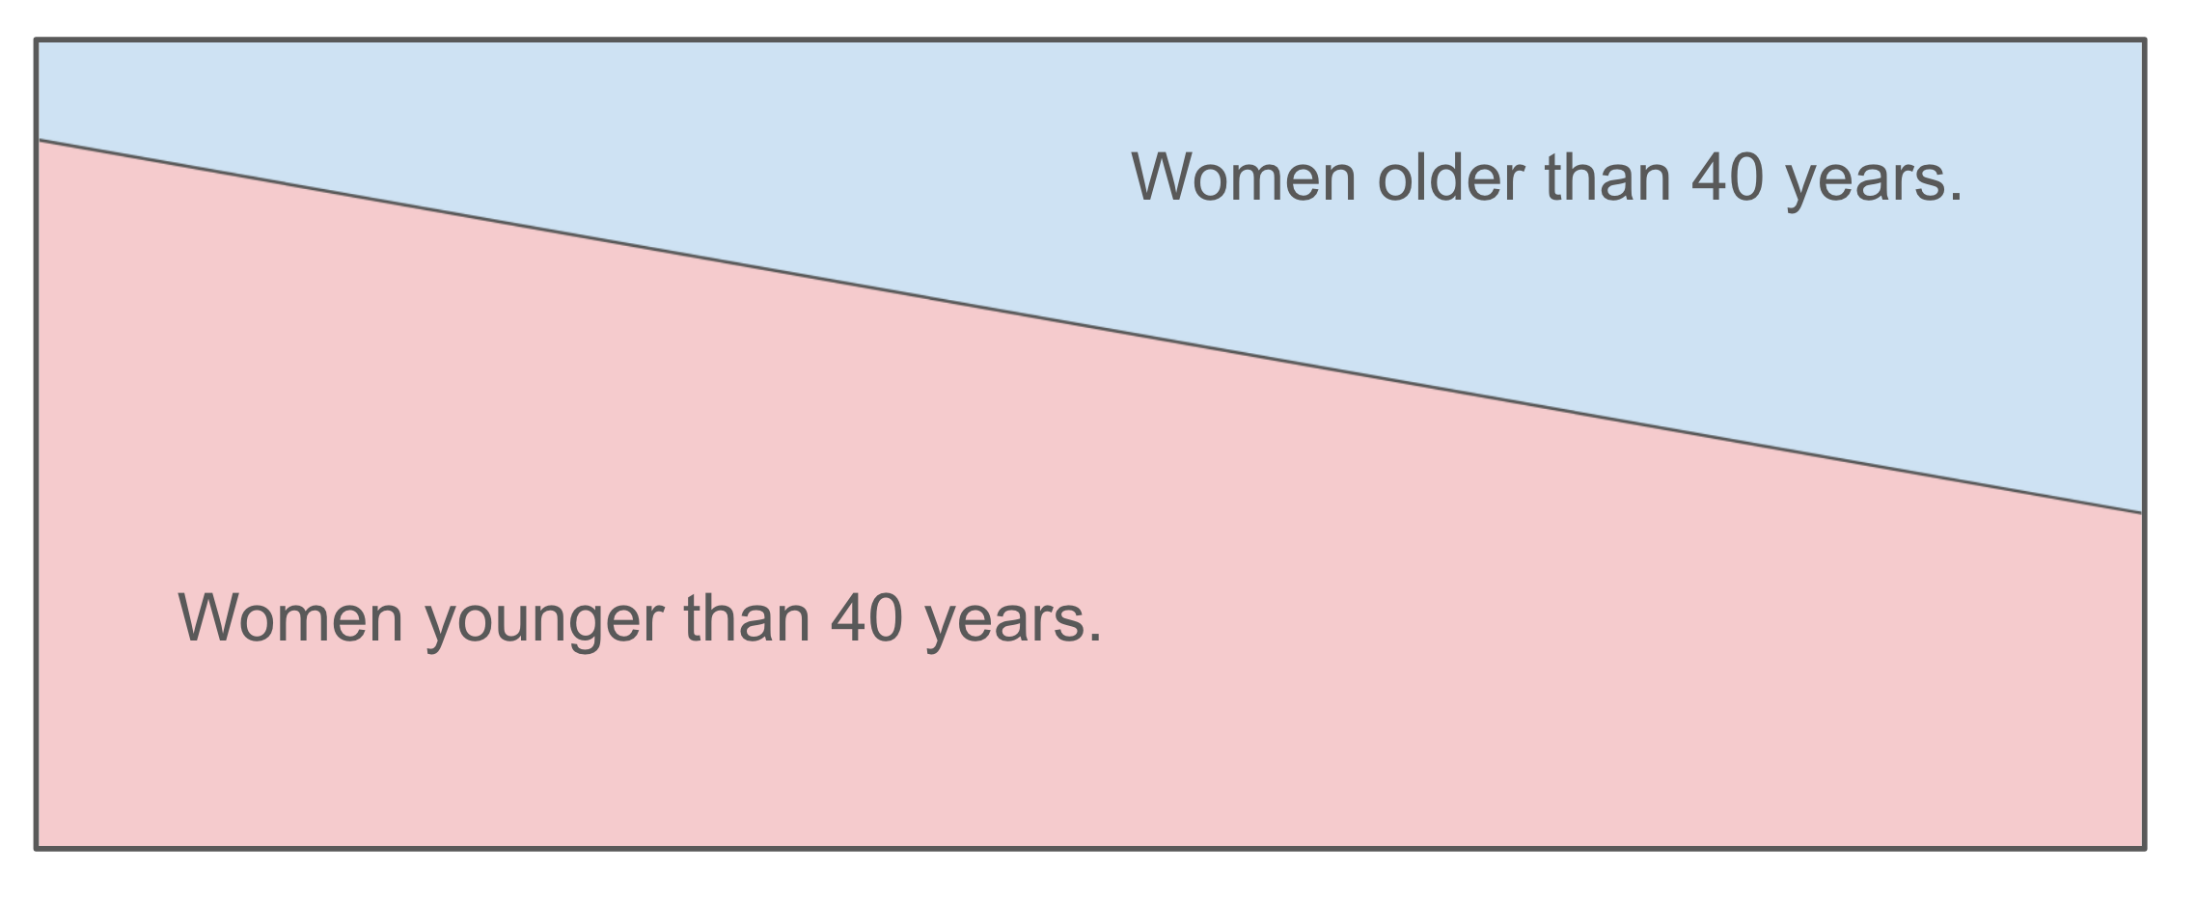 Women older than 40 years.
Women younger than 40 years.